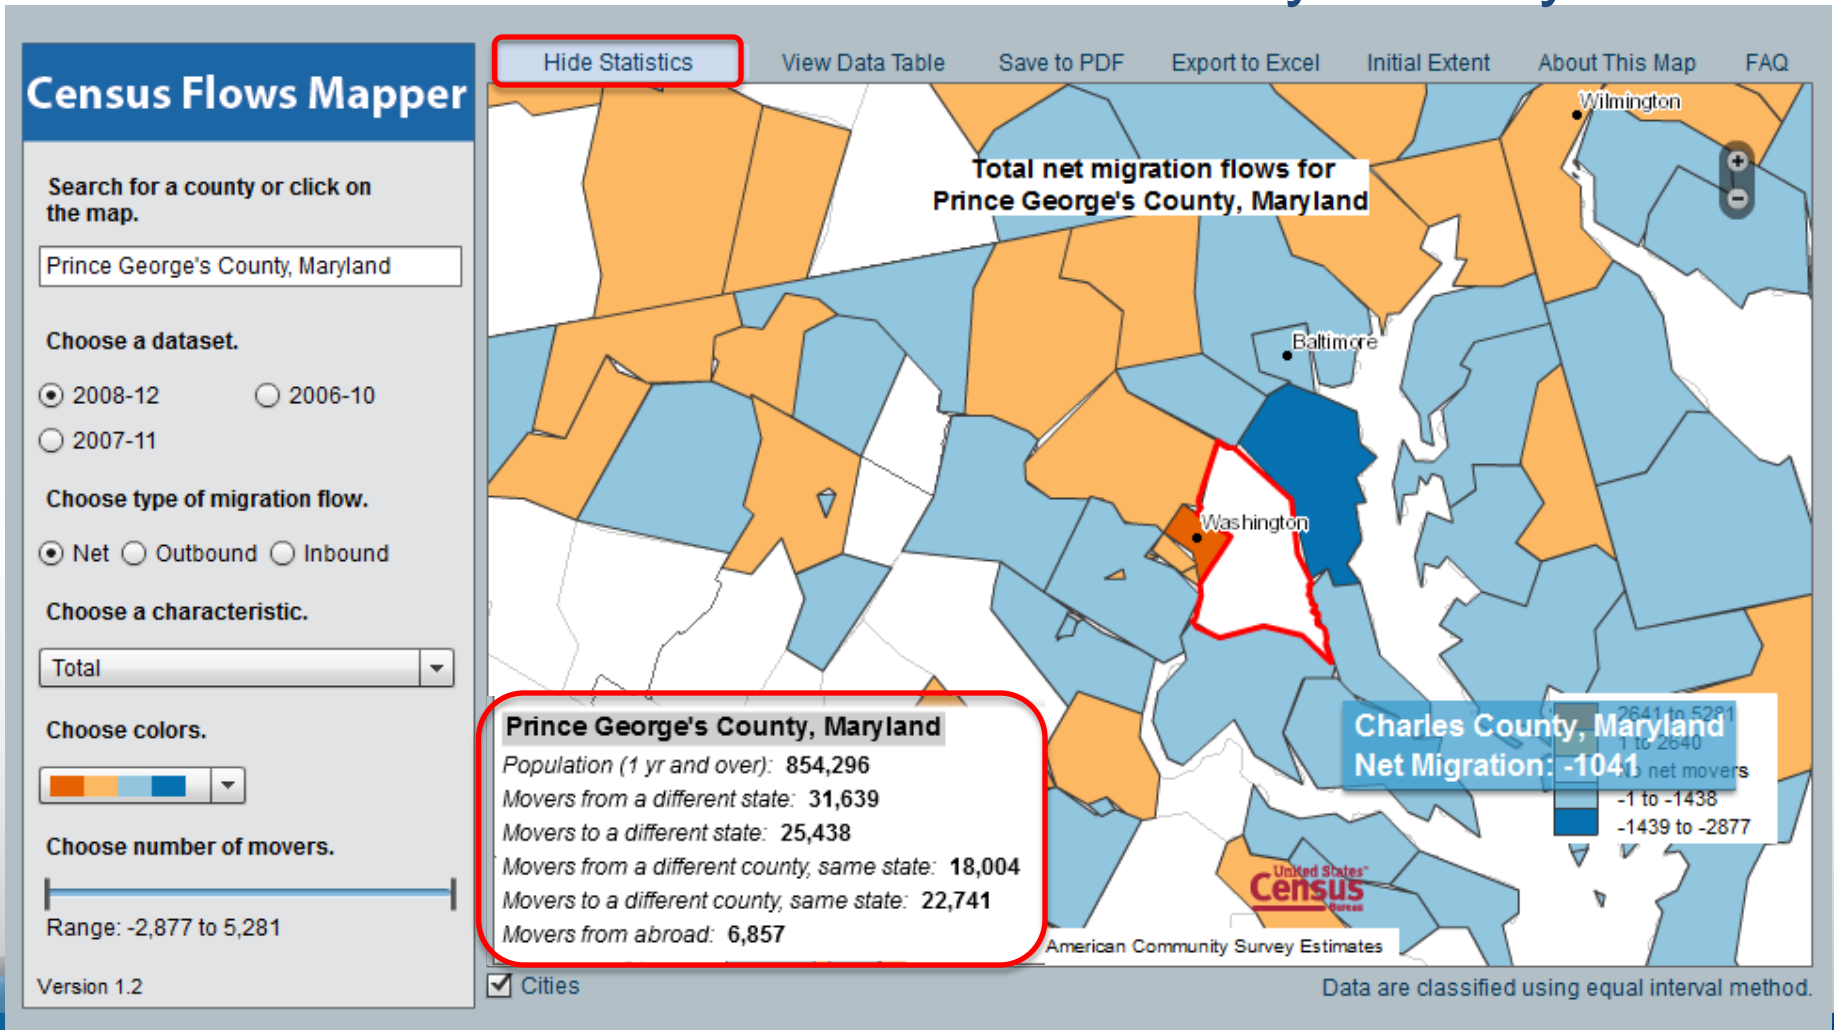 Hide Statistics
View Data Table
Save to PDF
Export to Excel
Initial Extent
About This Map
FAQ
Census Flows Mapper
Search for a county or click on
the map.
Prince George's County, Maryland
Choose a dataset.
2008-12
2006-10
2007-11
Choose type of migration flow.
Net
Outbound
Inbound
Choose a characteristic.
Total
Choose colors.
Choose number of movers.
Range: -2,877 to 5,281
Version 1.2
Total net migration flows for
Prince George's County, Maryland
Wilmington
Baltimore
Washington
Prince George's County, Maryland
Population (1 yr and over): 854,296
Movers from a different state: 31,639
Movers to a different state: 25,438
Movers from a different county, same state: 18,004
Movers to a different county, same state: 22,741
Movers from abroad: 6,857
Charles County, Maryland
Net Migration: -1041
2641 to 5281
1 to 2640
net movers
-1 to -1438
-1439 to -2877
United States™
Census
Bureau
American Community Survey Estimates
Cities
Data are classified using equal interval method.